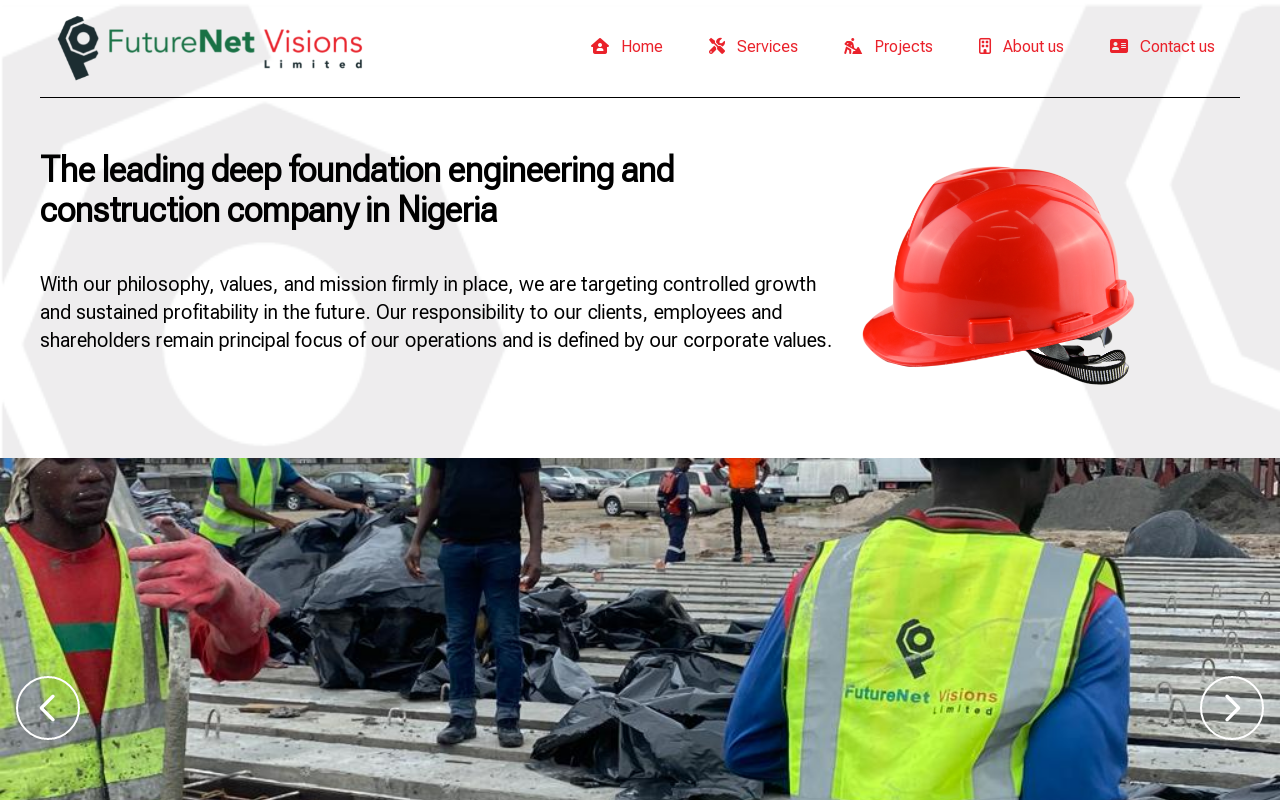 FutureNet Visions
Limited
Home
Services
Projects
About us
Contact us
The leading deep foundation engineering and
construction company in Nigeria
With our philosophy, values, and mission firmly in place, we are targeting controlled growth
and sustained profitability in the future. Our responsibility to our clients, employees and
shareholders remain principal focus of our operations and is defined by our corporate values.
FutureNet Visions
Limited